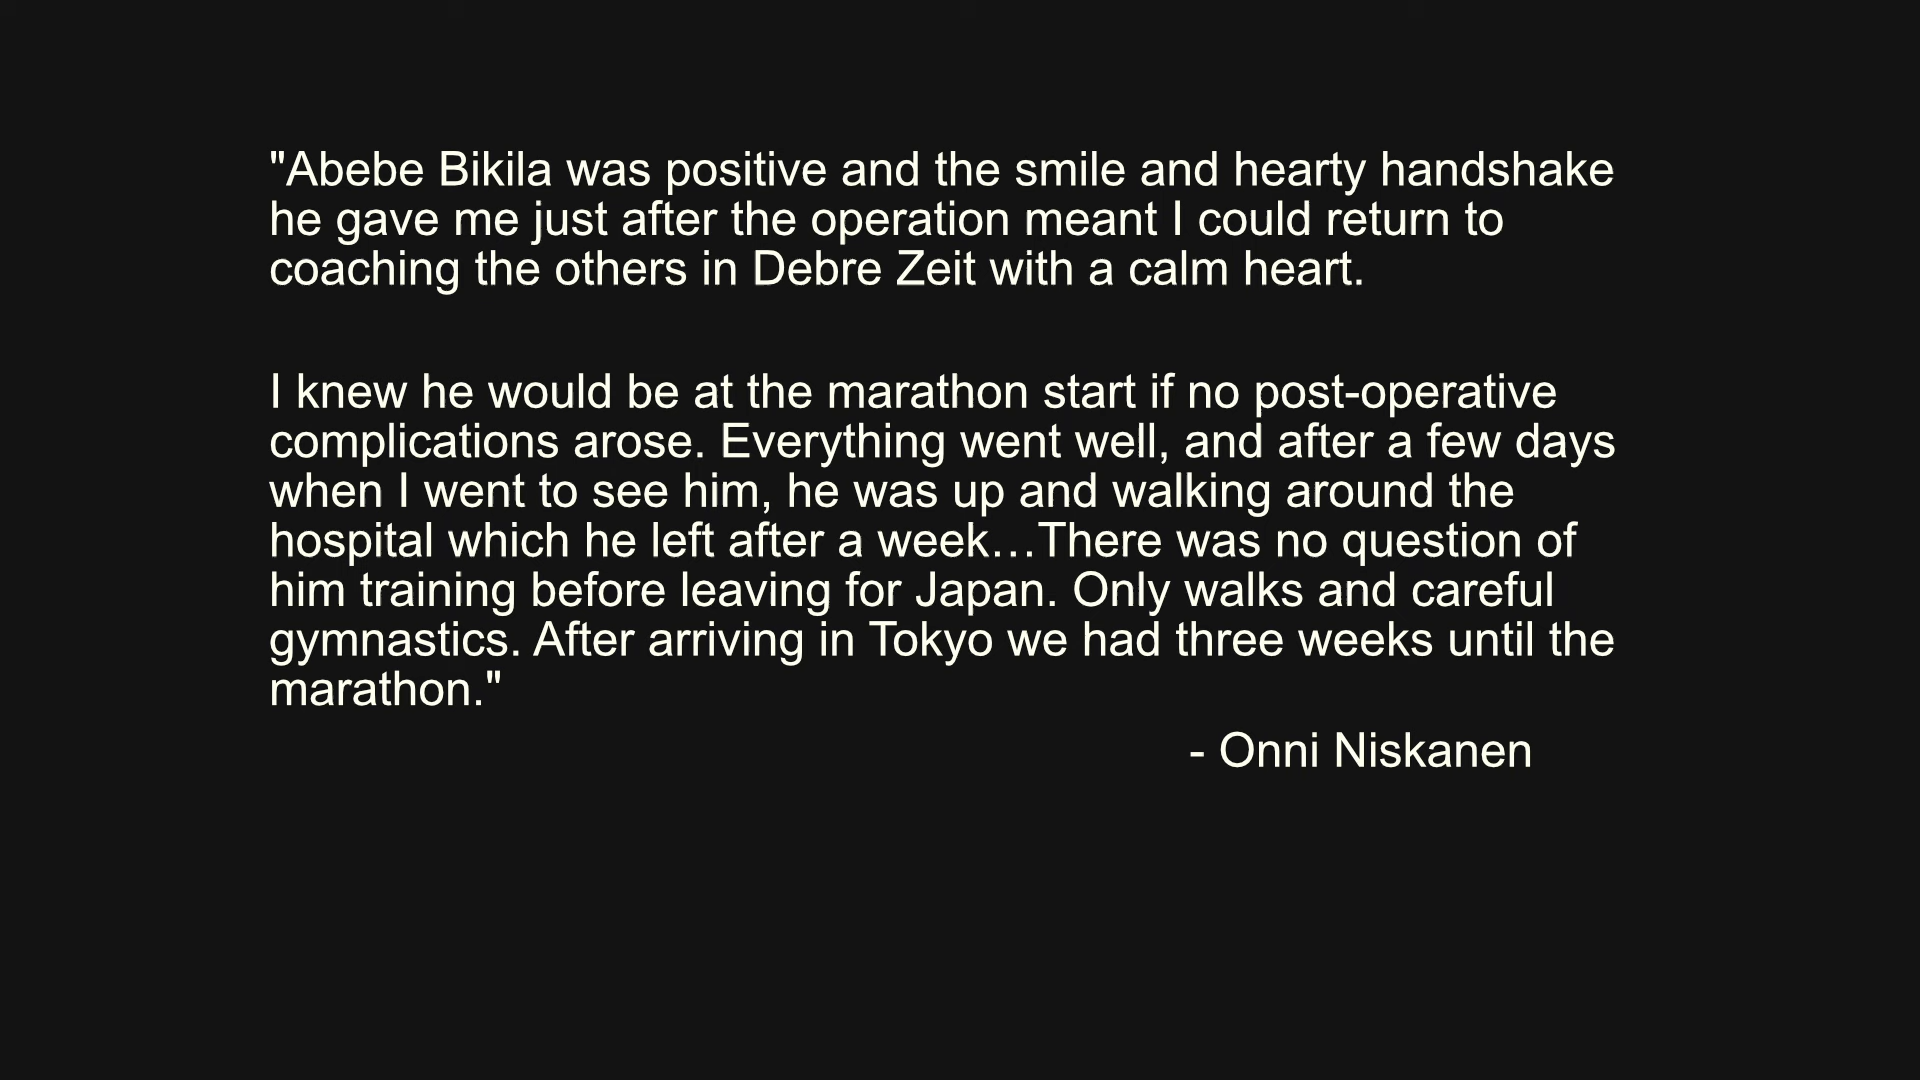 "Abebe Bikila was positive and the smile and hearty handshake
he gave me just after the operation meant I could return to
coaching the others in Debre Zeit with a calm heart.
I knew he would be at the marathon start if no post-operative
complications arose. Everything went well, and after a few days
when I went to see him, he was up and walking around the
hospital which he left after a week…There was no question of
him training before leaving for Japan. Only walks and careful
gymnastics. After arriving in Tokyo we had three weeks until the
marathon."
- Onni Niskanen